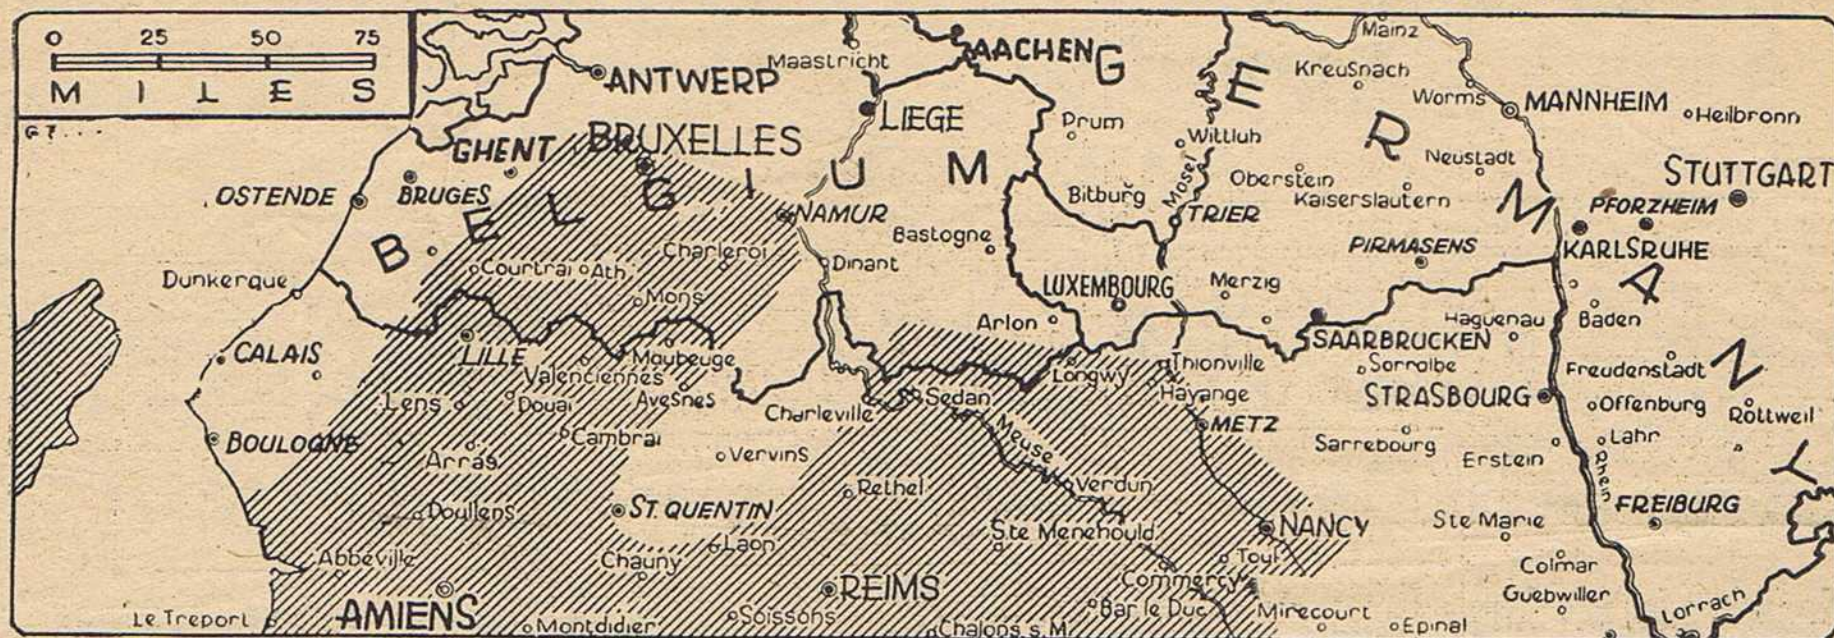 0 25 50 75
MILES
G 7....
ANTWERP
Maastricht
AACHEN
GERMANY
Mainz
Kreusnach
Worms
MANNHEIM
Heilbronn
GHENT
BRUXELLES
LIEGE
Prum
Wittluh
Neustadt
STUTTGART
OSTENDE
BRUGES
BELGIUM
NAMUR
Bastogne
Bitburg
Mosel
TRIER
Oberstein
Kaiserslautern
PFORZHEIM
Dunkerque
Courtrai
Ath
Charleroi
Dinant
PIRMASENS
KARLSRUHE
Mons
LUXEMBOURG
Merzig
Arlon
Haguenau
Baden
CALAIS
LILLE
Maubeuge
Valenciennes
SAARBRUCKEN
Thionville
Longwy
Sorralbe
Freudenstadt
Lens
Douai
Avesnes
Charleville
Sedan
Hayange
STRASBOURG
Offenburg
Rottweil
BOULOGNE
Arras
Cambrai
Vervins
Meuse
METZ
Sarrebourg
Erstein
Lahr
Rhein
Rethel
Verdun
Doullens
ST. QUENTIN
Ste Menehould
NANCY
Ste Marie
FREIBURG
Abbeville
Chauny
Laon
Toul
Colmar
AMIENS
REIMS
Commercy
Guebwiller
Le Treport
Montdidier
Soissons
Chalons s. M.
Bar le Duc
Mirecourt
Epinal
Lorrach